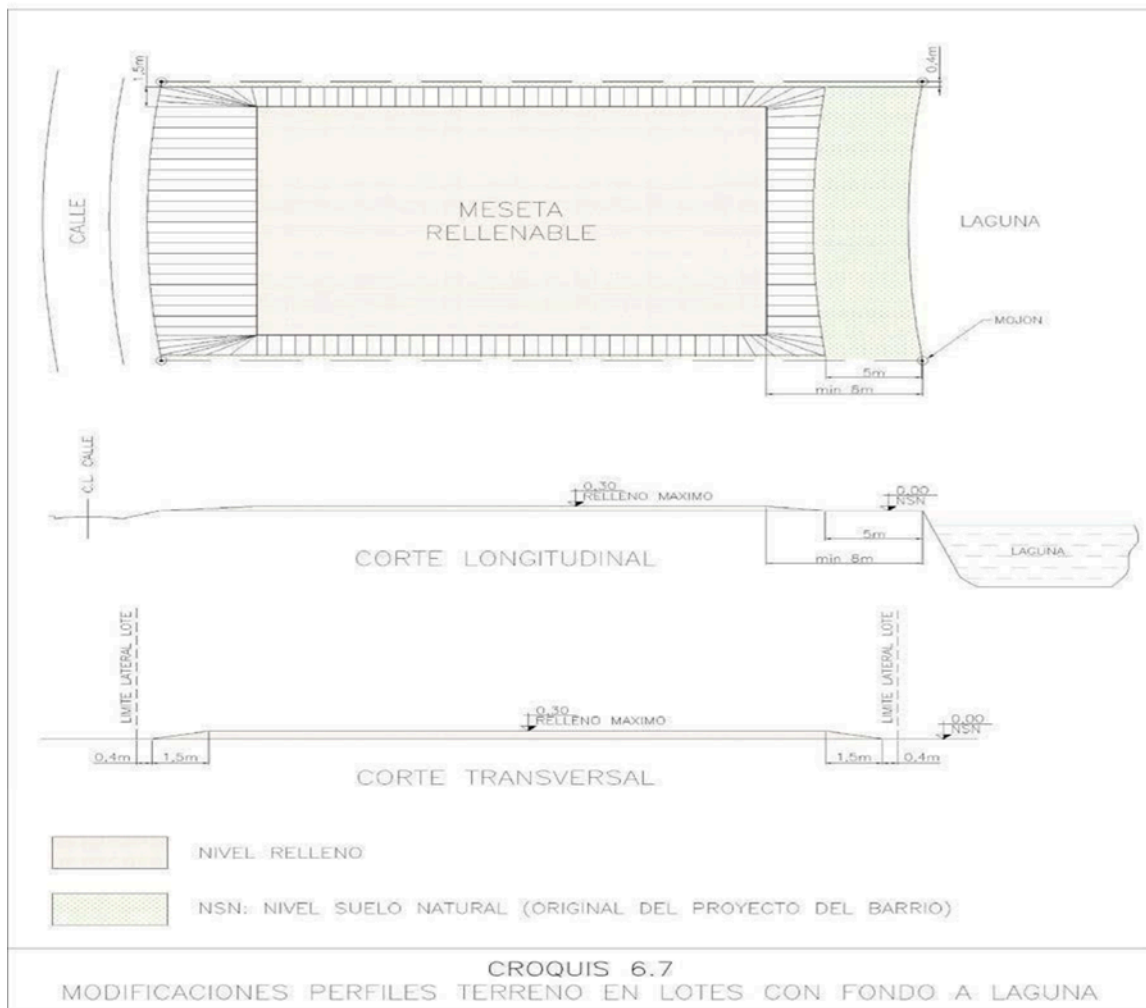 1,5m
0,4m
CALLE
MESETA
RELLENABLE
LAGUNA
MOJON
5m
min 8m
C.L. CALLE
0,30
RELLENO MAXIMO
0,00
NSN
5m
min 8m
LAGUNA
CORTE LONGITUDINAL
LIMITE LATERAL LOTE
LIMITE LATERAL LOTE
0,30
RELLENO MAXIMO
0,00
NSN
0,4m
1,5m
1,5m
0,4m
CORTE TRANSVERSAL
NIVEL RELLENO
NSN: NIVEL SUELO NATURAL (ORIGINAL DEL PROYECTO DEL BARRIO)
CROQUIS 6.7
MODIFICACIONES PERFILES TERRENO EN LOTES CON FONDO A LAGUNA